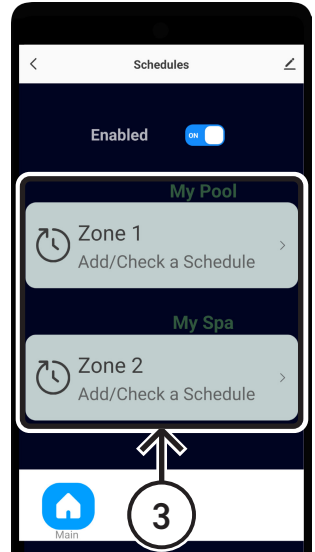 Schedules
Enabled
ON
My Pool
Zone 1
Add/Check a Schedule
My Spa
Zone 2
Add/Check a Schedule
3
Main